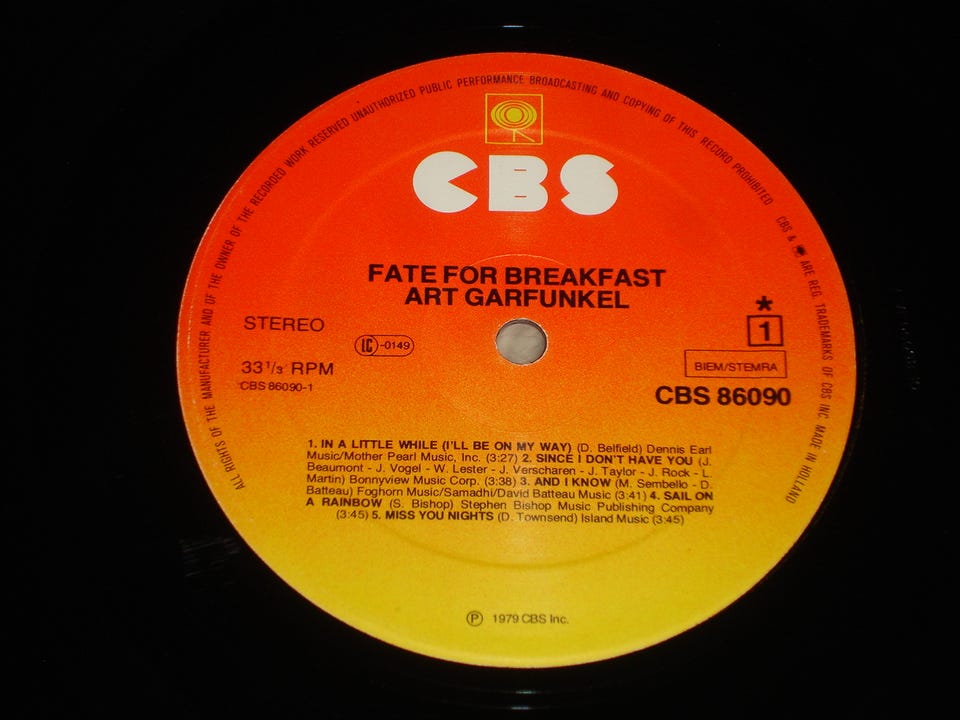 ALL RIGHTS OF THE MANUFACTURER AND OF THE OWNER OF THE RECORDED WORK RESERVED UNAUTHORIZED PUBLIC PERFORMANCE BROADCASTING AND COPYING OF THIS RECORD PROHIBITED
CBS & ARE REG. TRADEMARKS OF CBS INC. MADE IN HOLLAND
CBS
FATE FOR BREAKFAST
ART GARFUNKEL
STEREO
LC-0149
33 1/3 RPM
CBS 86090-1
*
1
BIEM/STEMRA
CBS 86090
1. IN A LITTLE WHILE (I'LL BE ON MY WAY) (D. Belfield) Dennis Earl
Music/Mother Pearl Music, Inc. (3:27) 2. SINCE I DON'T HAVE YOU (J.
Beaumont - J. Vogel - W. Lester - J. Verscharen - J. Taylor - J. Rock - L.
Martin) Bonnyview Music Corp. (3:38) 3. AND I KNOW (M. Sembello - D.
Batteau) Foghorn Music/Samadhi/David Batteau Music (3:41) 4. SAIL ON
A RAINBOW (S. Bishop) Stephen Bishop Music Publishing Company
(3:45) 5. MISS YOU NIGHTS (D. Townsend) Island Music (3:45)
Ⓟ 1979 CBS Inc.